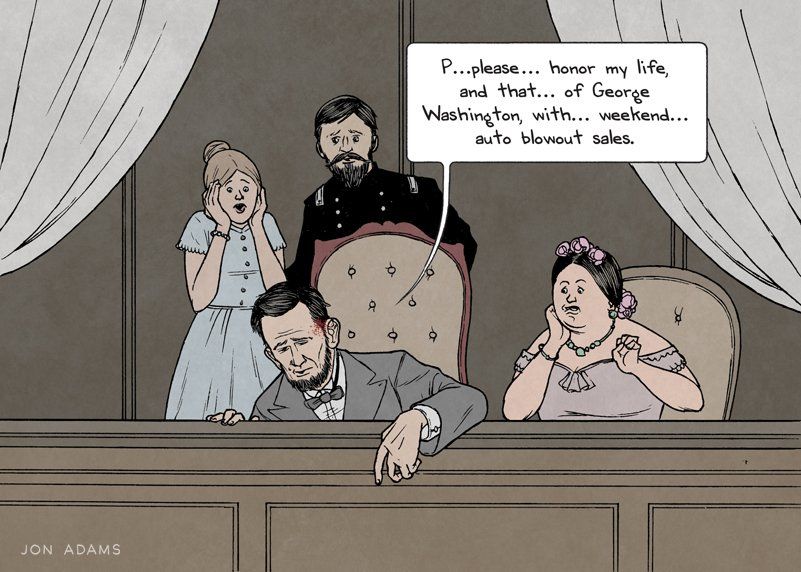 P...please... honor my life,
and that... of George
Washington, with... weekend...
auto blowout sales.
JON ADAMS